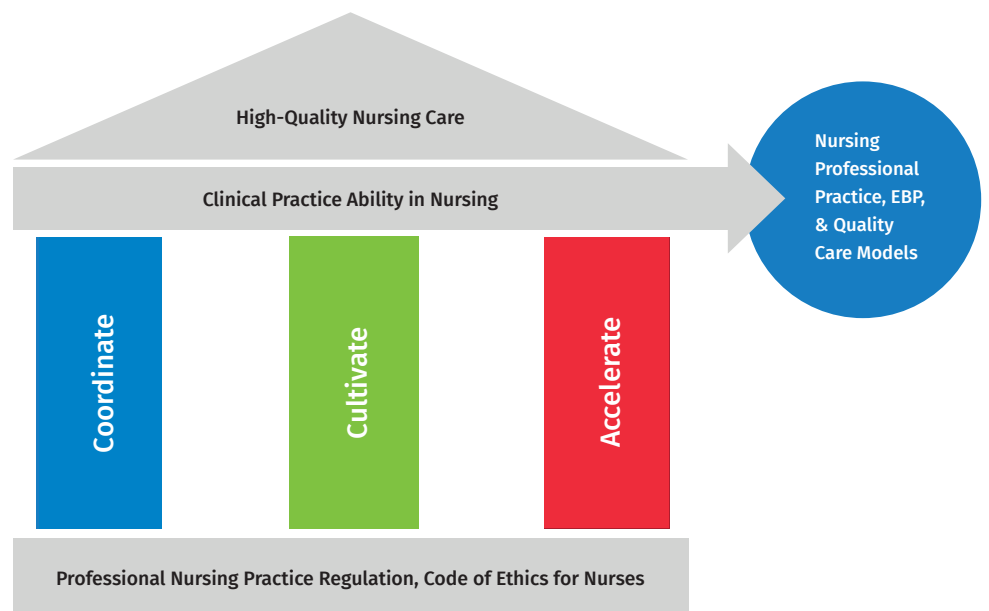 High-Quality Nursing Care
Clinical Practice Ability in Nursing
Nursing
Professional
Practice, EBP,
& Quality
Care Models
Coordinate
Cultivate
Accelerate
Professional Nursing Practice Regulation, Code of Ethics for Nurses